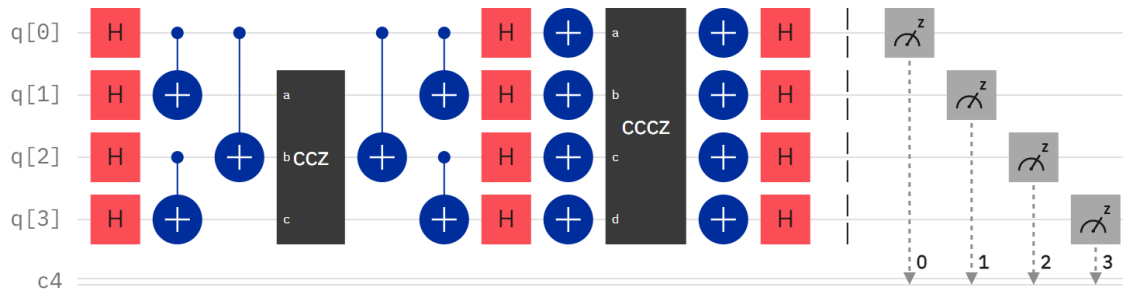 q[0] H H a H z
q[1] H a H b H z
q[2] H b CCZ H CCCZ c H z
q[3] H c H d H z
c4 0 1 2 3